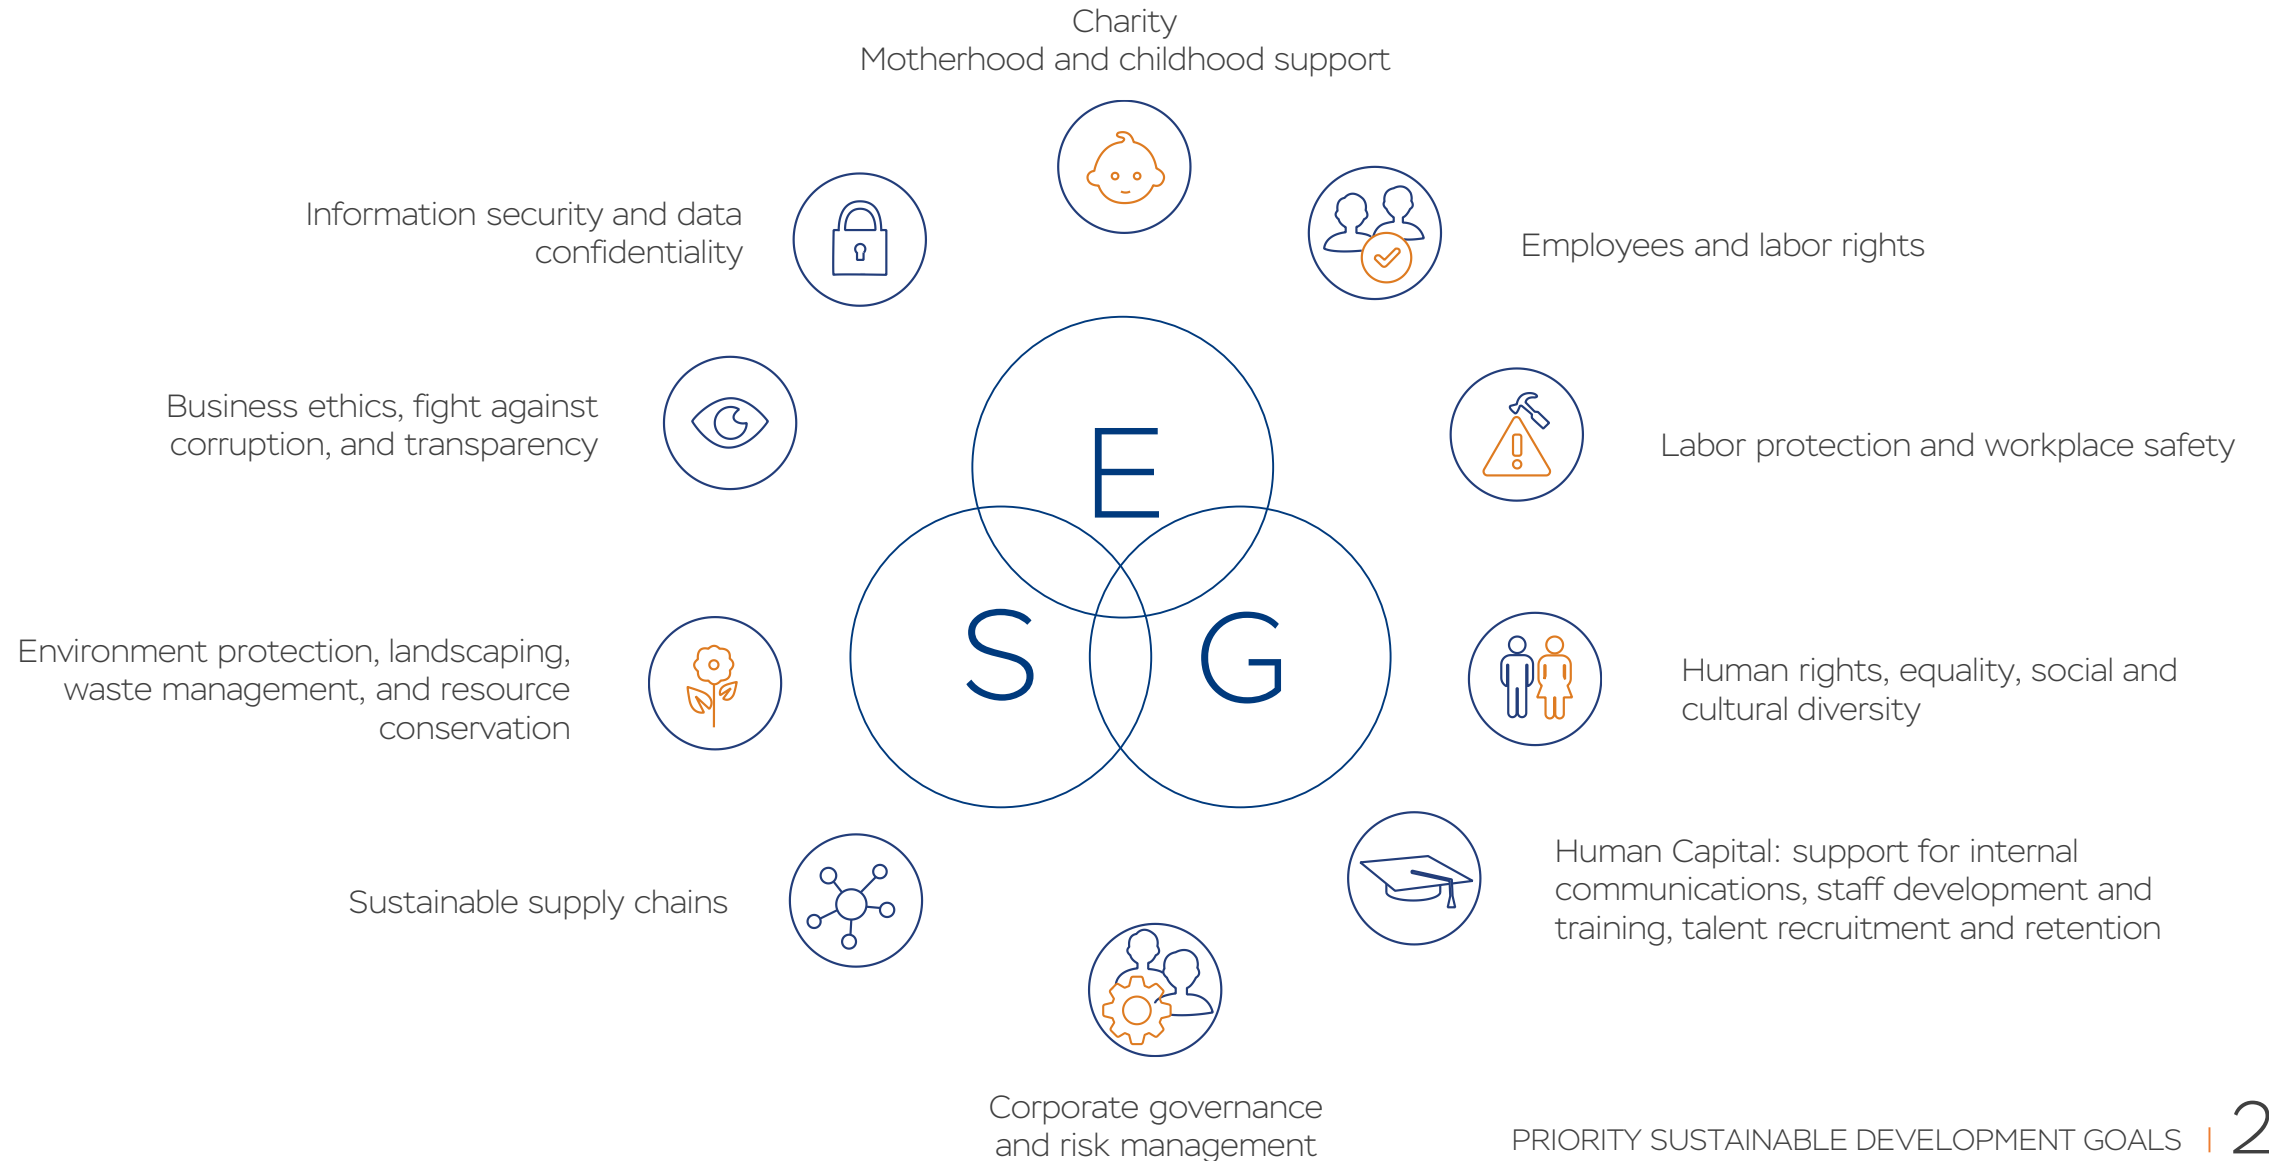 Charity
Motherhood and childhood support
Information security and data
confidentiality
Employees and labor rights
Business ethics, fight against
corruption, and transparency
Labor protection and workplace safety
E
S
G
Environment protection, landscaping,
waste management, and resource
conservation
Human rights, equality, social and
cultural diversity
Sustainable supply chains
Human Capital: support for internal
communications, staff development and
training, talent recruitment and retention
Corporate governance
and risk management
PRIORITY SUSTAINABLE DEVELOPMENT GOALS | 2